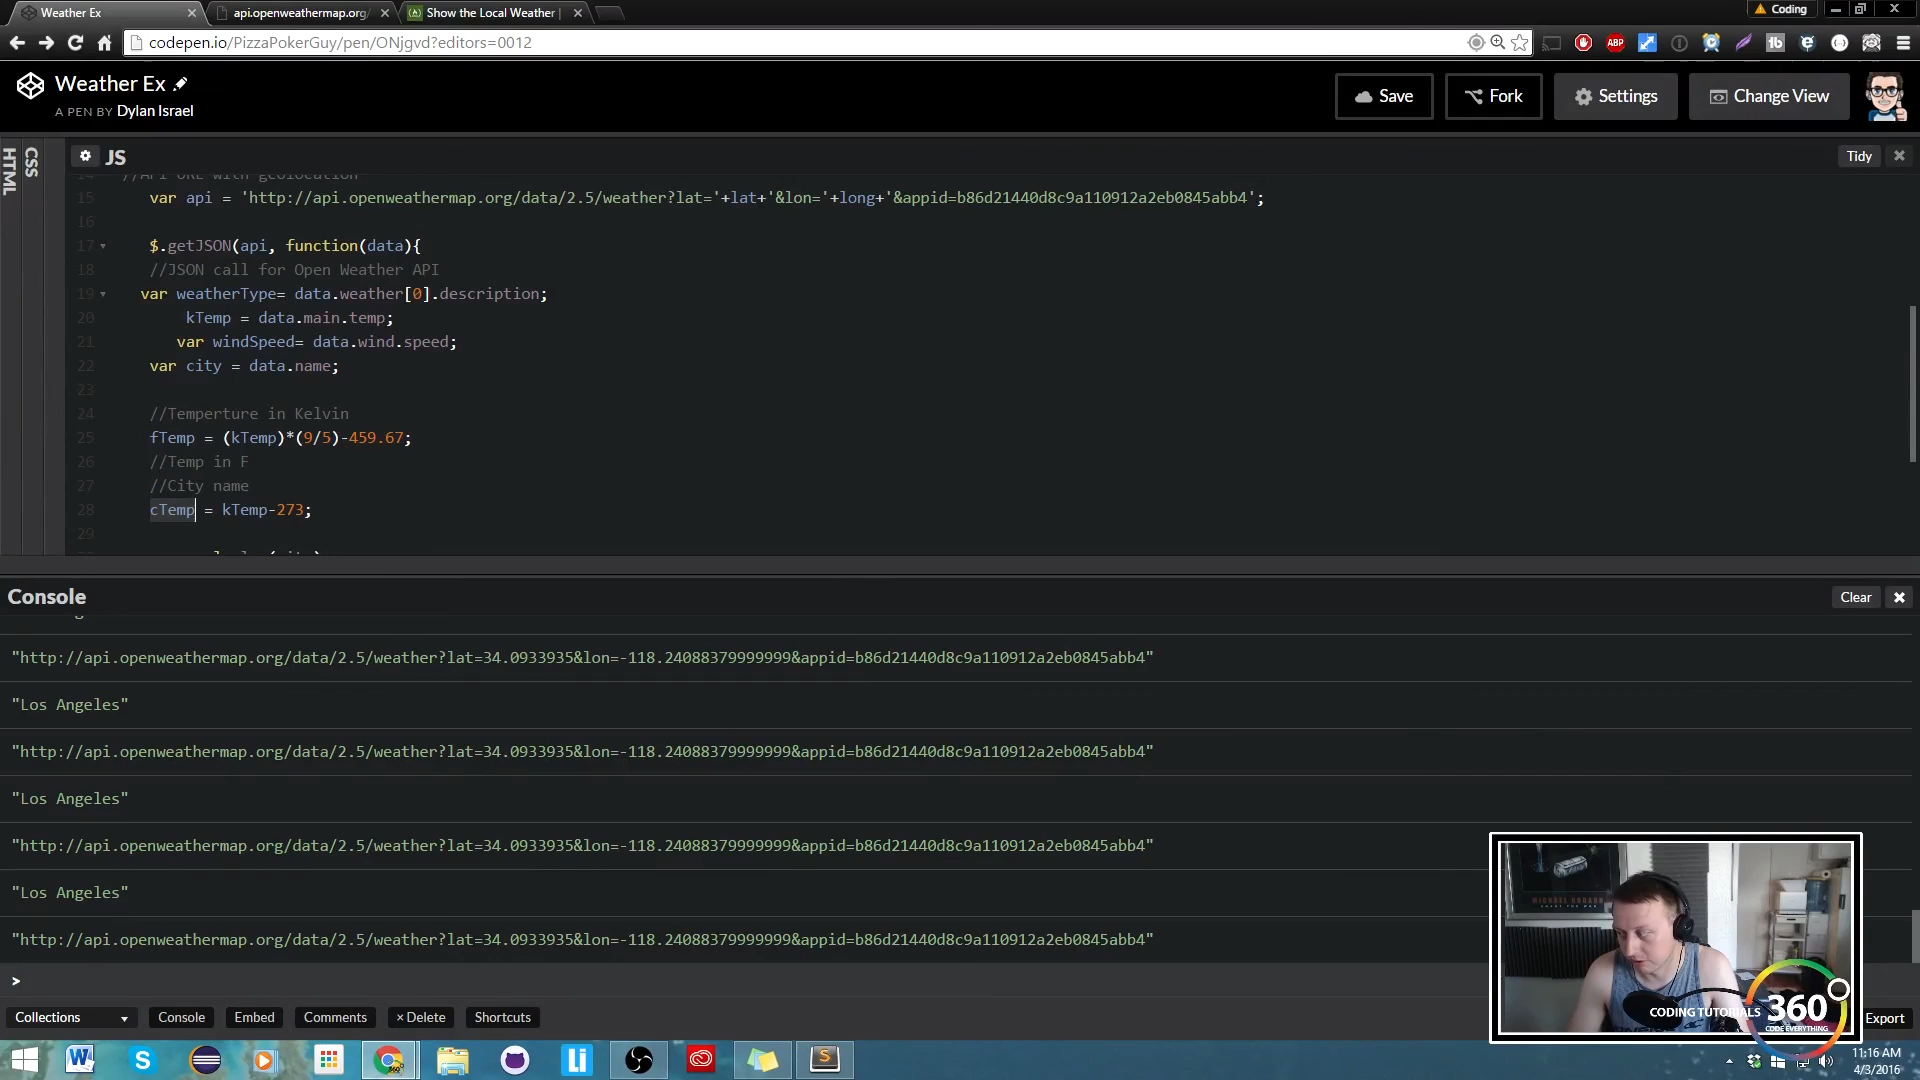 Weather Ex
api.openweathermap.org/
Show the Local Weather |
Coding
codepen.io/PizzaPokerGuy/pen/ONjgvd?editors=0012
Weather Ex
A PEN BY Dylan Israel
Save
Fork
Settings
Change View
HTML
CSS
JS
Tidy
//Api URL with geolocation
15 var api = 'http://api.openweathermap.org/data/2.5/weather?lat='+lat+'&lon='+long+'&appid=b86d21440d8c9a110912a2eb0845abb4';
16
17 $.getJSON(api, function(data){
18 //JSON call for Open Weather API
19 var weatherType= data.weather[0].description;
20 kTemp = data.main.temp;
21 var windSpeed= data.wind.speed;
22 var city = data.name;
23
24 //Temperture in Kelvin
25 fTemp = (kTemp)*(9/5)-459.67;
26 //Temp in F
27 //City name
28 cTemp = kTemp-273;
29
Console
Clear
"http://api.openweathermap.org/data/2.5/weather?lat=34.0933935&lon=-118.24088379999999&appid=b86d21440d8c9a110912a2eb0845abb4"
"Los Angeles"
"http://api.openweathermap.org/data/2.5/weather?lat=34.0933935&lon=-118.24088379999999&appid=b86d21440d8c9a110912a2eb0845abb4"
"Los Angeles"
"http://api.openweathermap.org/data/2.5/weather?lat=34.0933935&lon=-118.24088379999999&appid=b86d21440d8c9a110912a2eb0845abb4"
"Los Angeles"
"http://api.openweathermap.org/data/2.5/weather?lat=34.0933935&lon=-118.24088379999999&appid=b86d21440d8c9a110912a2eb0845abb4"
>
Collections
Console
Embed
Comments
× Delete
Shortcuts
Export
CODING TUTORIALS 360
CODE EVERYTHING
11:16 AM
4/3/2016